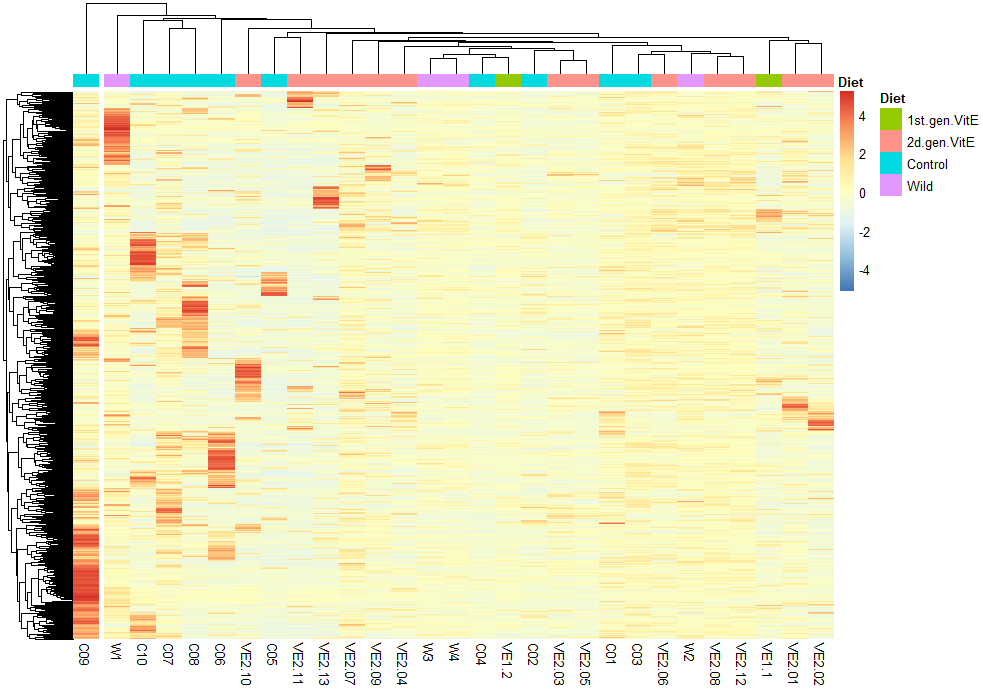 Diet
4
2
0
-2
-4
Diet
1st.gen.VitE
2d.gen.VitE
Control
Wild
C09
W1
C10
C07
C08
C06
VE2.10
C05
VE2.11
VE2.13
VE2.07
VE2.09
VE2.04
W3
W4
C04
VE1.2
C02
VE2.03
VE2.05
C01
C03
VE2.06
W2
VE2.08
VE2.12
VE1.1
VE2.01
VE2.02